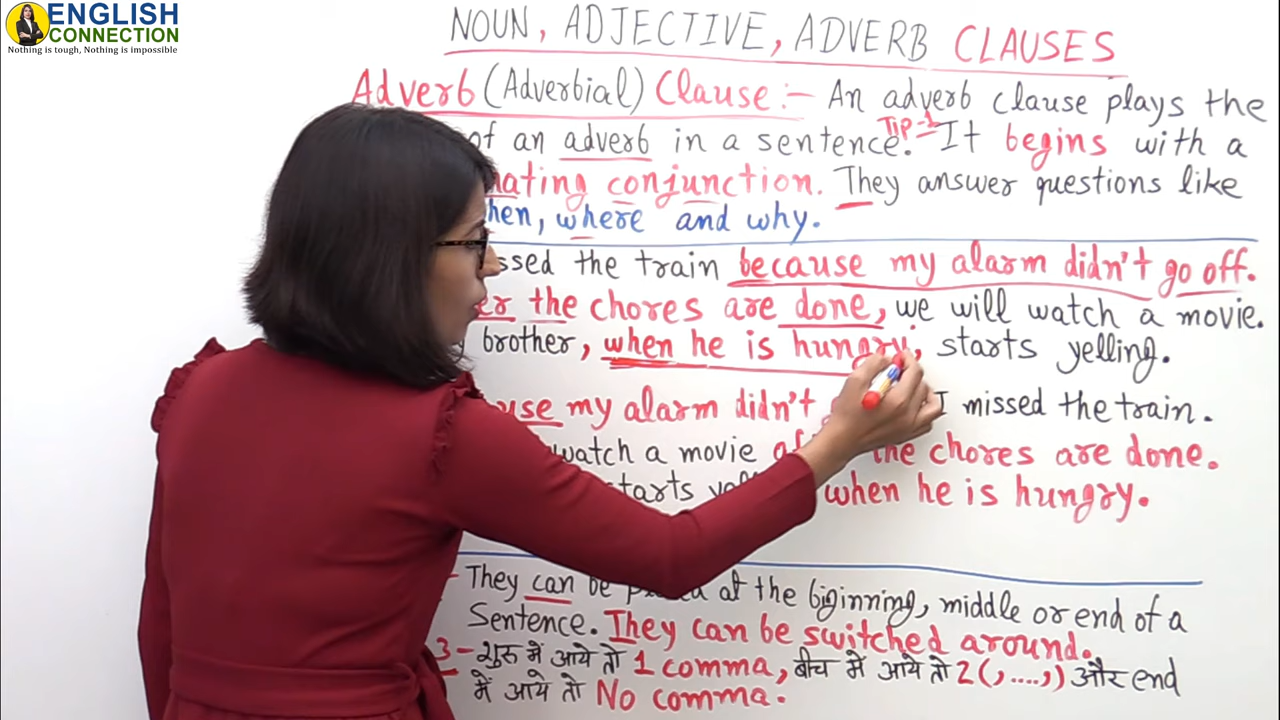 ENGLISH
CONNECTION
Nothing is tough, Nothing is impossible
NOUN, ADJECTIVE, ADVERB CLAUSES
Adverb (Adverbial) Clause :- An adverb clause plays the
of an adverb in a sentence. Tip-1 It begins with a
nating conjunction. They answer questions like
hen, where and why.
ssed the train because my alarm didn't go off.
er the chores are done, we will watch a movie.
brother, when he is hungry, starts yelling.
use my alarm didn't I missed the train.
watch a movie the chores are done.
tarts when he is hungry.
They can be at the biginning, middle or end of a
Sentence. They can be switched around.
3- शुरू में आये तो 1 comma, बीच में आये तो 2 (, ...., ) और end
में आये तो No comma.